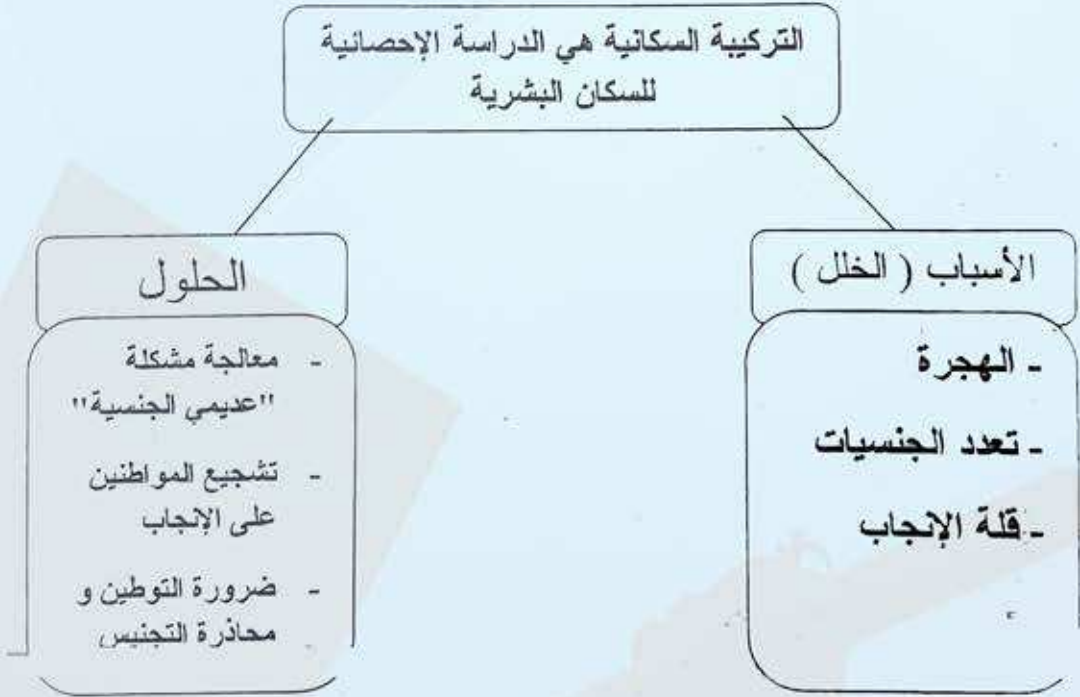 التركيبة السكانية هي الدراسة الإحصائية
للسكان البشرية
الأسباب ( الخلل )
- الهجرة
- تعدد الجنسيات
- قلة الإنجاب
الحلول
- معالجة مشكلة
"عديمي الجنسية"
- تشجيع المواطنين
على الإنجاب
- ضرورة التوطين و
محاذرة التجنيس